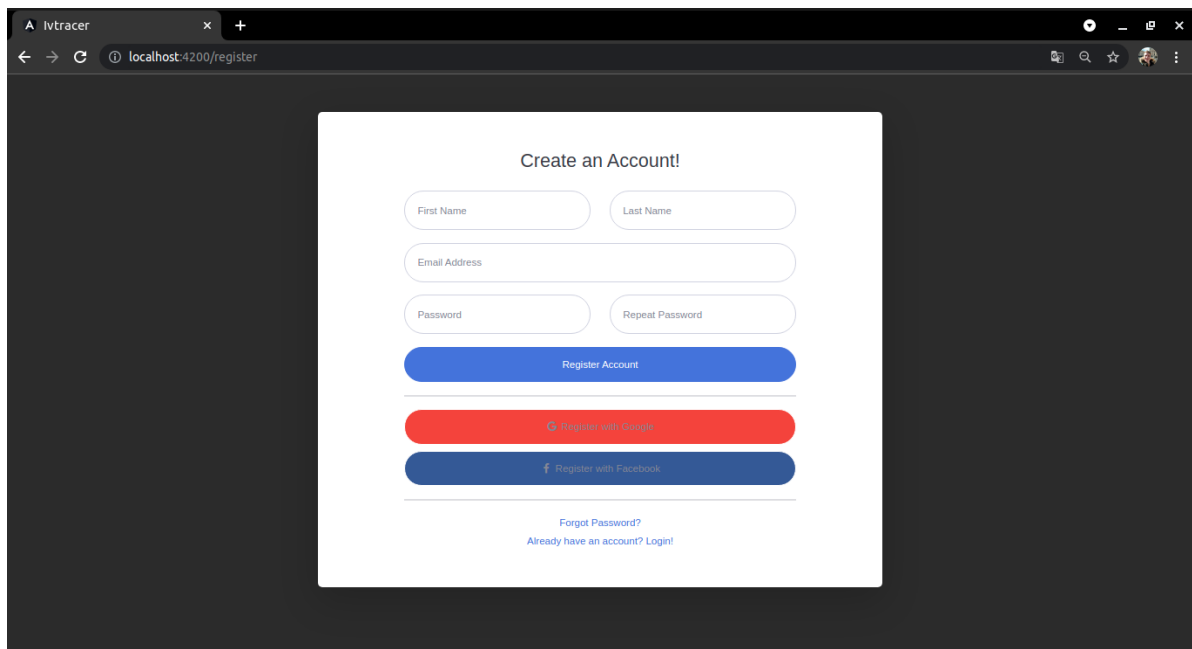 Ivtracer
localhost:4200/register
Create an Account!
First Name Last Name
Email Address
Password Repeat Password
Register Account
Register with Google
Register with Facebook
Forgot Password?
Already have an account? Login!